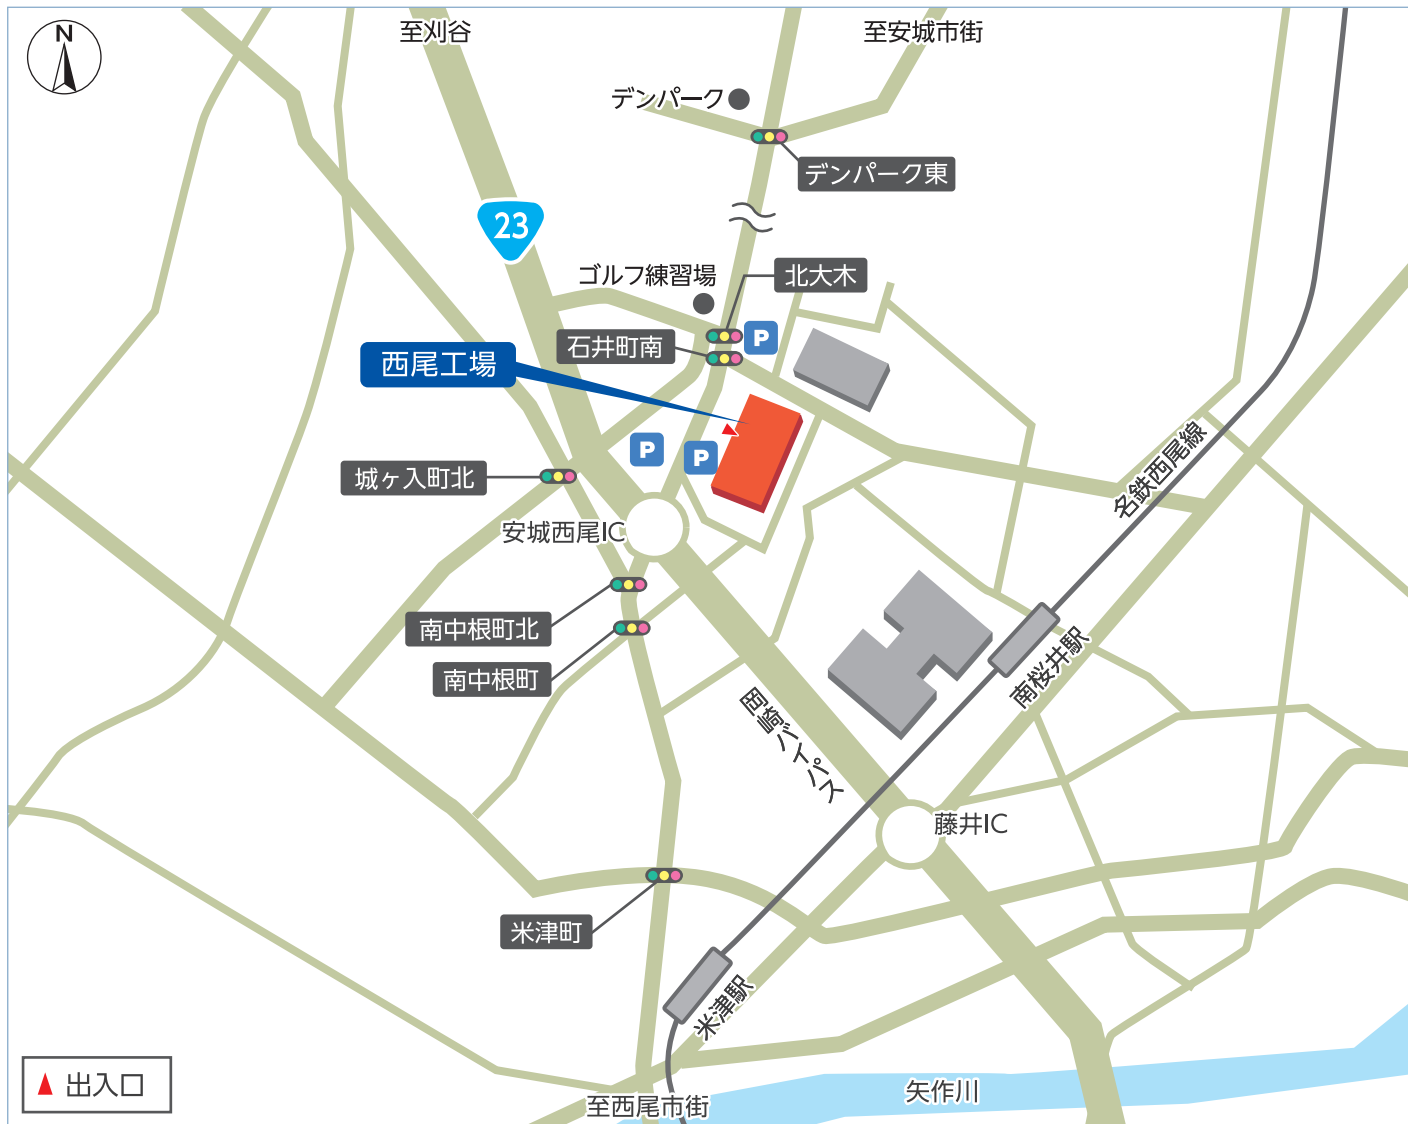 N
至刈谷
至安城市街
デンパーク
デンパーク東
23
ゴルフ練習場
北大木
石井町南
P
西尾工場
P
P
城ヶ入町北
安城西尾IC
名鉄西尾線
南中根町北
南中根町
南桜井駅
岡崎バイパス
藤井IC
米津町
米津駅
出入口
矢作川
至西尾市街